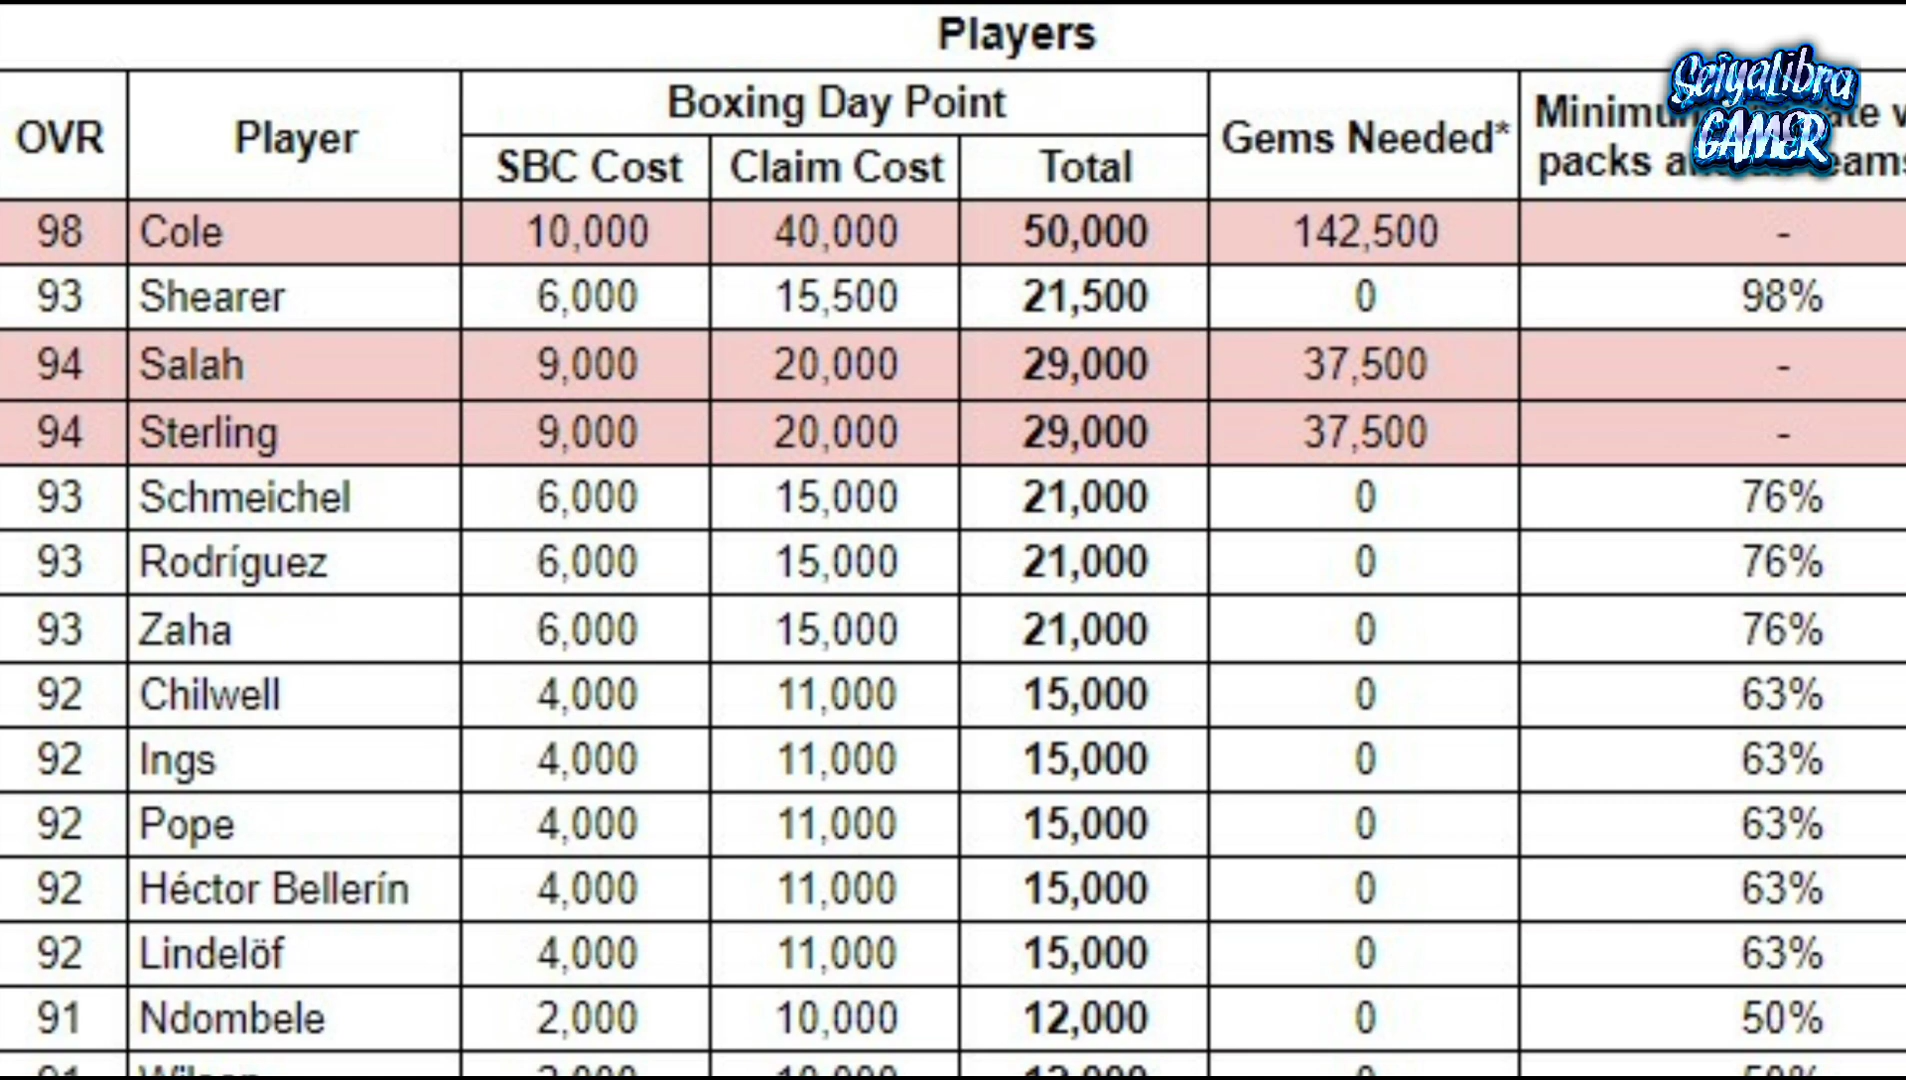 Players
OVR Player Boxing Day Point Gems Needed*
SBC Cost Claim Cost Total packs
SeiyaLibra
GAMER
98 Cole 10,000 40,000 50,000 142,500 -
93 Shearer 6,000 15,500 21,500 0 98%
94 Salah 9,000 20,000 29,000 37,500 -
94 Sterling 9,000 20,000 29,000 37,500 -
93 Schmeichel 6,000 15,000 21,000 0 76%
93 Rodríguez 6,000 15,000 21,000 0 76%
93 Zaha 6,000 15,000 21,000 0 76%
92 Chilwell 4,000 11,000 15,000 0 63%
92 Ings 4,000 11,000 15,000 0 63%
92 Pope 4,000 11,000 15,000 0 63%
92 Héctor Bellerín 4,000 11,000 15,000 0 63%
92 Lindelöf 4,000 11,000 15,000 0 63%
91 Ndombele 2,000 10,000 12,000 0 50%